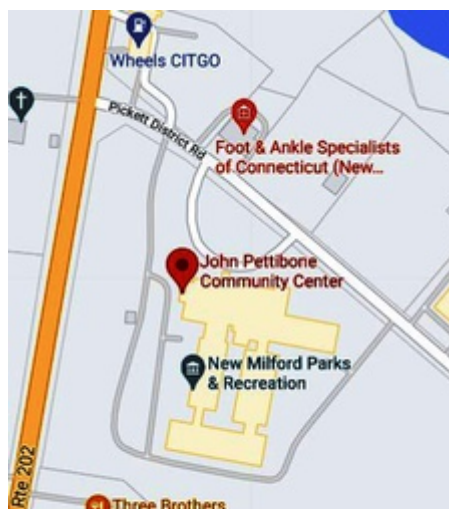 Wheels CITGO
Pickett District Rd
Foot & Ankle Specialists
of Connecticut (New...
John Pettibone
Community Center
New Milford Parks
& Recreation
Rte 202
Three Brothers